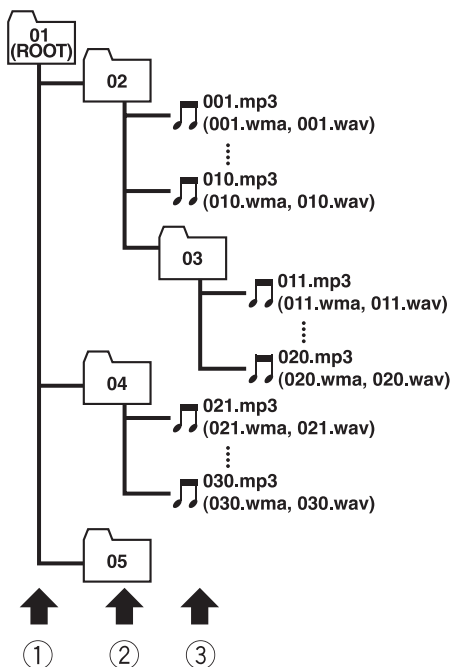 01
(ROOT)
02
001.mp3
(001.wma, 001.wav)
010.mp3
(010.wma, 010.wav)
03
011.mp3
(011.wma, 011.wav)
020.mp3
(020.wma, 020.wav)
04
021.mp3
(021.wma, 021.wav)
030.mp3
(030.wma, 030.wav)
05
① ② ③